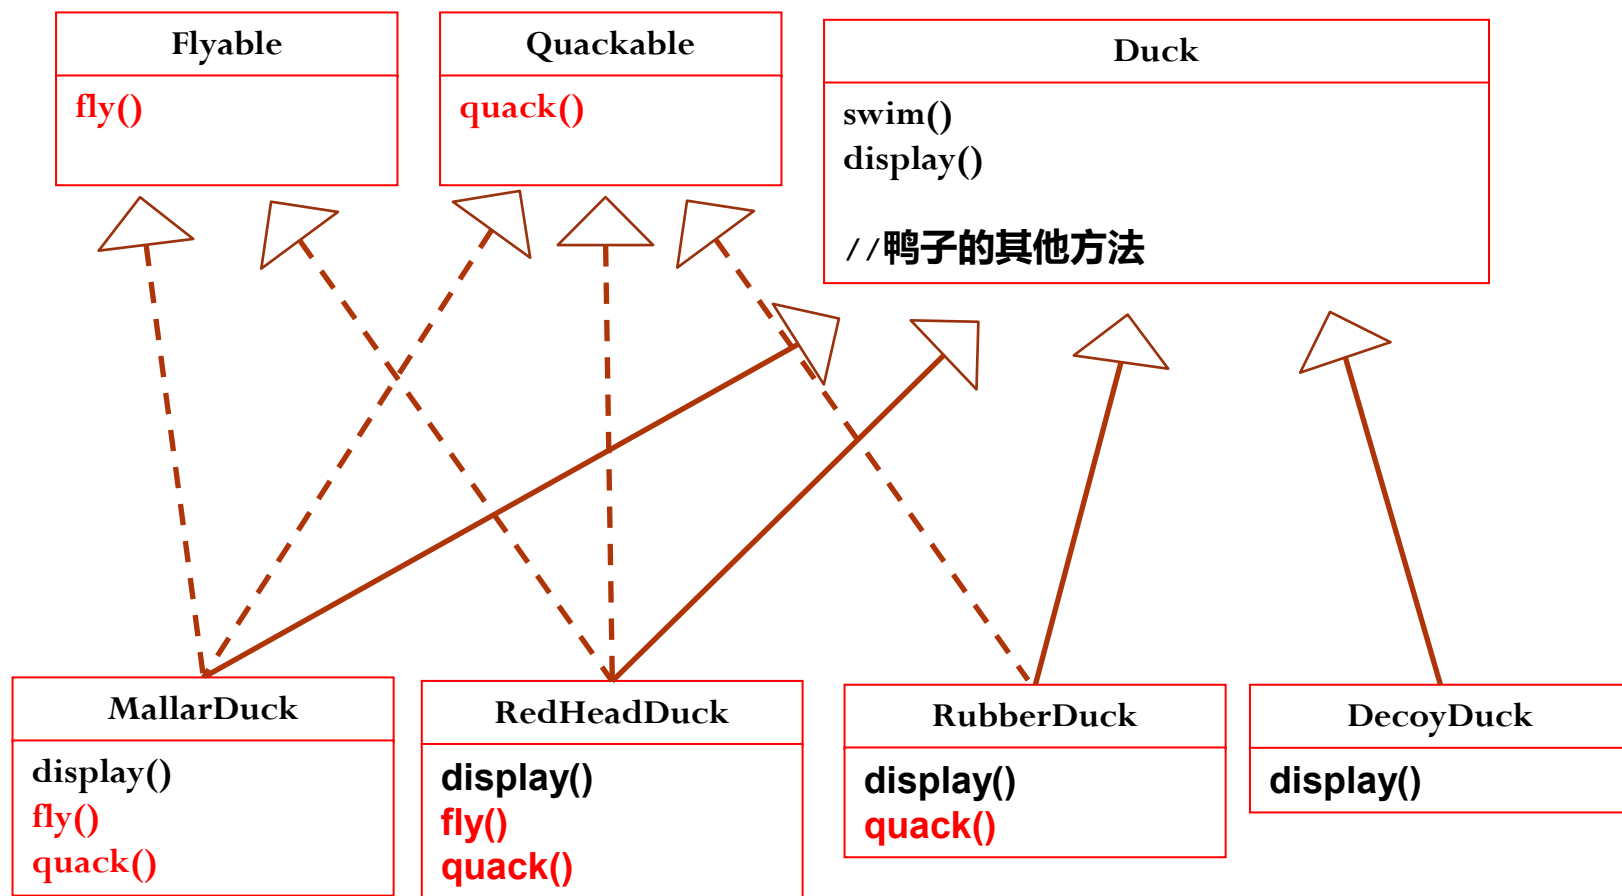 Flyable
fly()
Quackable
quack()
Duck
swim()
display()
//鸭子的其他方法
MallarDuck
display()
fly()
quack()
RedHeadDuck
display()
fly()
quack()
RubberDuck
display()
quack()
DecoyDuck
display()